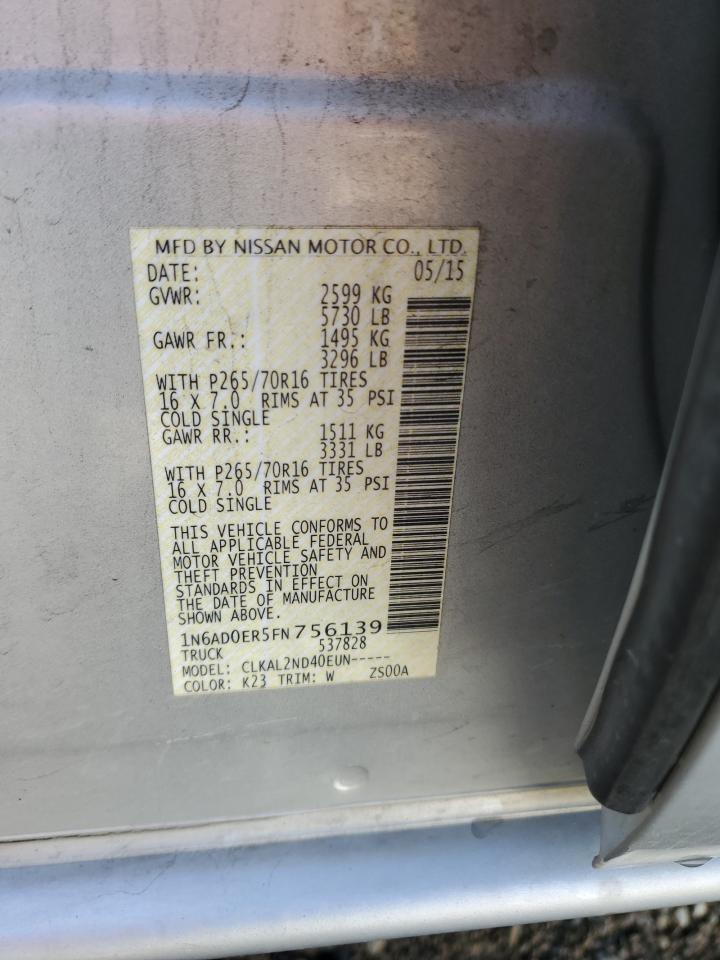 MFD BY NISSAN MOTOR CO., LTD.
DATE: 05/15
GVWR: 2599 KG
5730 LB
GAWR FR.: 1495 KG
3296 LB
WITH P265/70R16 TIRES
16 X 7.0 RIMS AT 35 PSI
COLD SINGLE
GAWR RR.: 1511 KG
3331 LB
WITH P265/70R16 TIRES
16 X 7.0 RIMS AT 35 PSI
COLD SINGLE
THIS VEHICLE CONFORMS TO
ALL APPLICABLE FEDERAL
MOTOR VEHICLE SAFETY AND
THEFT PREVENTION
STANDARDS IN EFFECT ON
THE DATE OF MANUFACTURE
SHOWN ABOVE.
1N6AD0ER5FN756139
TRUCK 537828
MODEL: CLKAL2ND40EUN-----
COLOR: K23 TRIM: W ZS00A